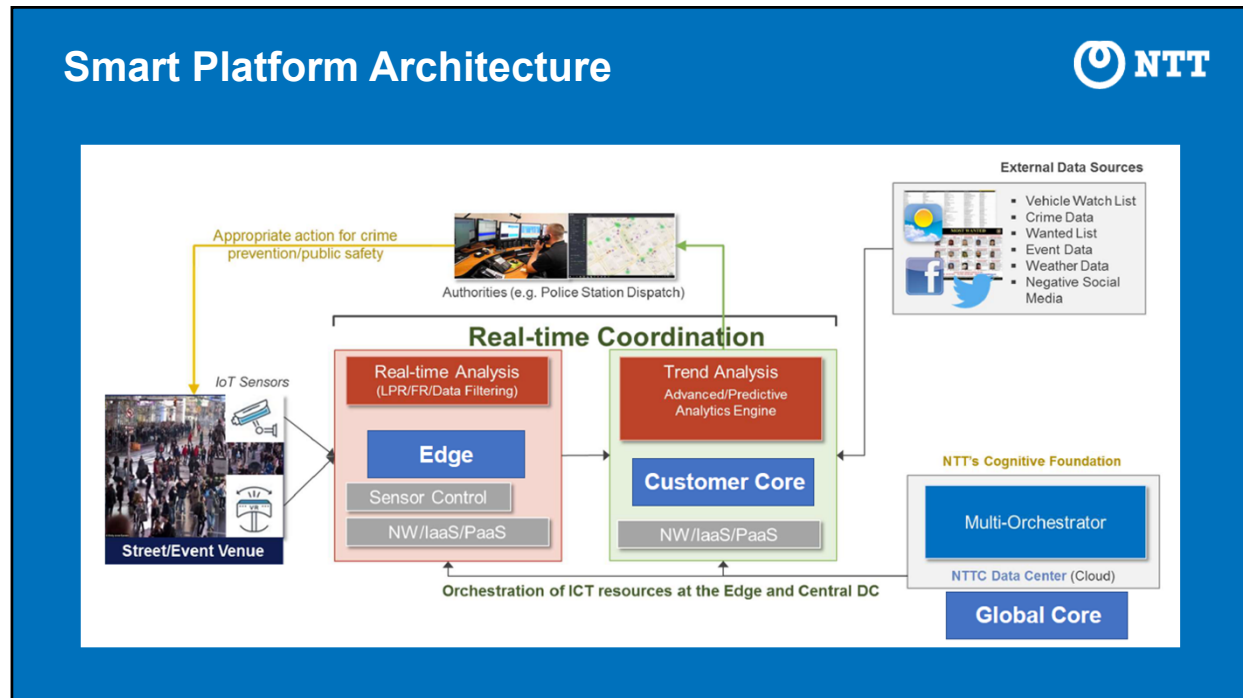 Smart Platform Architecture
NTT
External Data Sources
▪ Vehicle Watch List
▪ Crime Data
▪ Wanted List
▪ Event Data
▪ Weather Data
▪ Negative Social
Media
MOST WANTED
Appropriate action for crime
prevention/public safety
Authorities (e.g. Police Station Dispatch)
Real-time Coordination
IoT Sensors
Real-time Analysis
(LPR/FR/Data Filtering)
Edge
Sensor Control
NW/IaaS/PaaS
Trend Analysis
Advanced/Predictive
Analytics Engine
Customer Core
NW/IaaS/PaaS
Street/Event Venue
NTT's Cognitive Foundation
Multi-Orchestrator
NTTC Data Center (Cloud)
Global Core
Orchestration of ICT resources at the Edge and Central DC